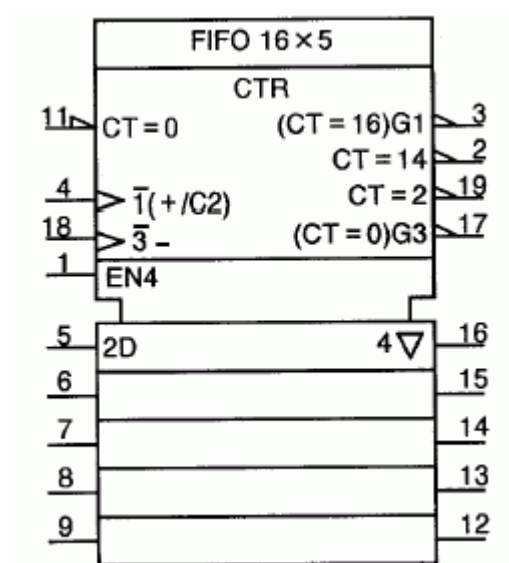 FIFO 16×5
CTR
11 CT=0 (CT=16)G1 3
CT=14 2
4 1̅(+/C2) CT=2 19
18 3̅- (CT=0)G3 17
1 EN4
5 2D 4▽ 16
6 15
7 14
8 13
9 12